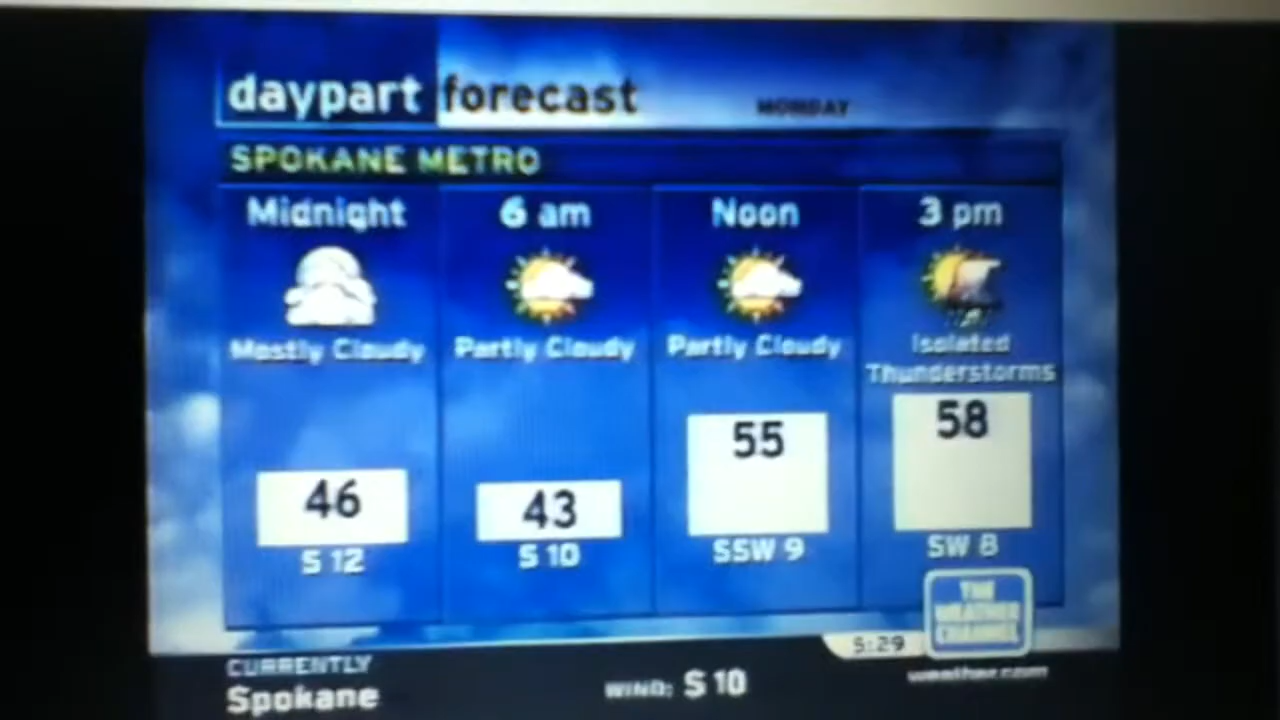 daypart forecast
MONDAY
SPOKANE METRO
Midnight 6 am Noon 3 pm
Mostly Cloudy Partly Cloudy Partly Cloudy Isolated Thunderstorms
46 43 55 58
S 12 S 10 SSW 9 SW 8
THE
WEATHER
CHANNEL
5:29
weather.com
CURRENTLY
Spokane
WIND: S 10